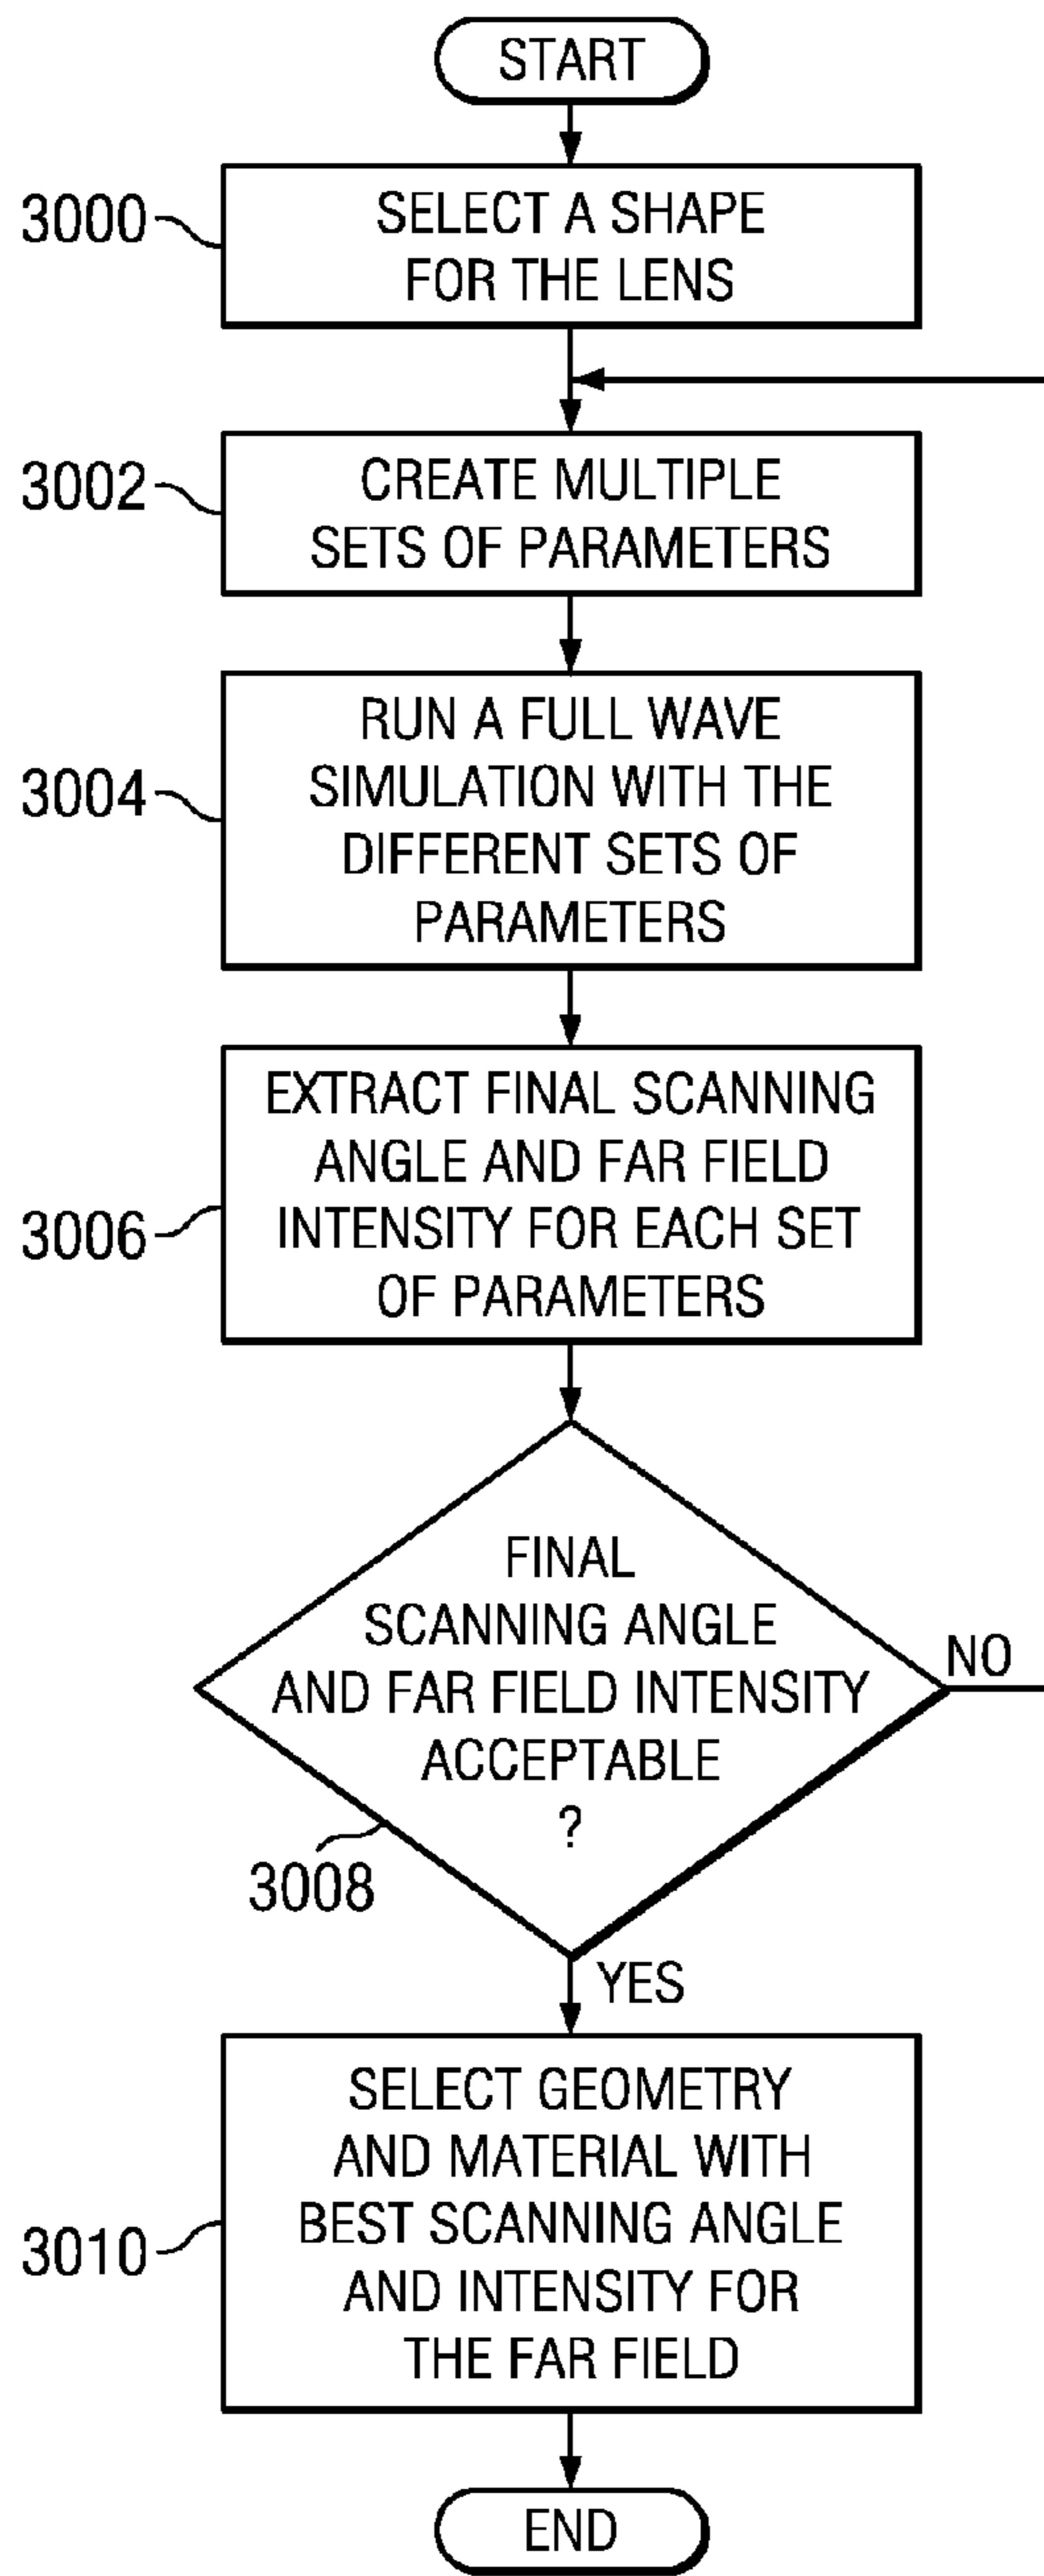 START
3000
SELECT A SHAPE
FOR THE LENS
3002
CREATE MULTIPLE
SETS OF PARAMETERS
3004
RUN A FULL WAVE
SIMULATION WITH THE
DIFFERENT SETS OF
PARAMETERS
3006
EXTRACT FINAL SCANNING
ANGLE AND FAR FIELD
INTENSITY FOR EACH SET
OF PARAMETERS
FINAL
SCANNING ANGLE
AND FAR FIELD INTENSITY
ACCEPTABLE
?
NO
3008
YES
3010
SELECT GEOMETRY
AND MATERIAL WITH
BEST SCANNING ANGLE
AND INTENSITY FOR
THE FAR FIELD
END